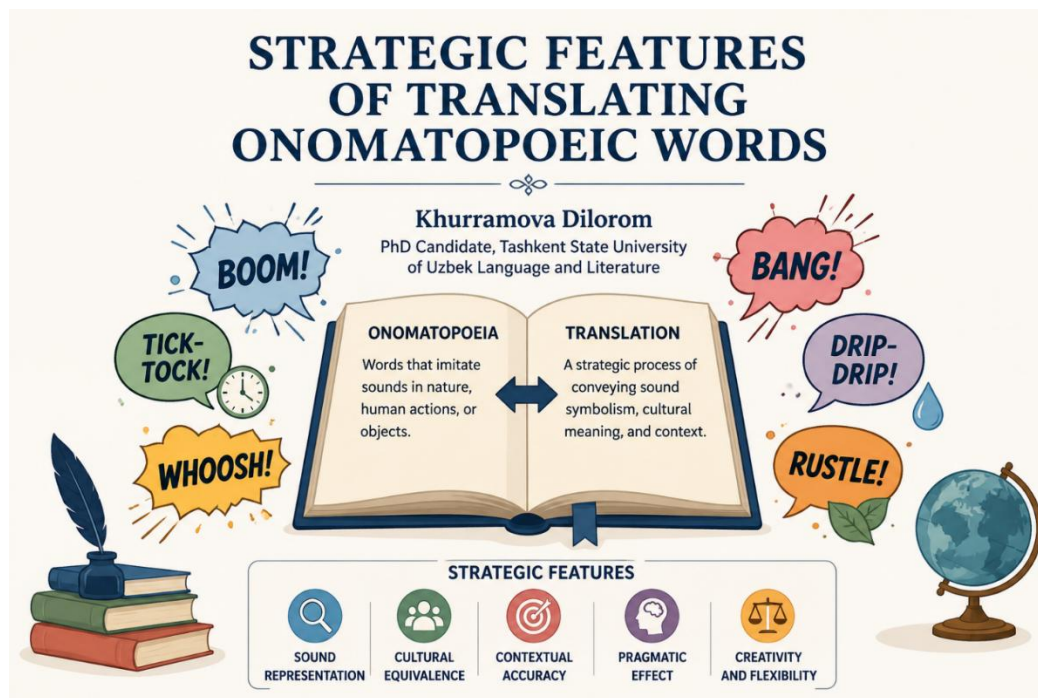 STRATEGIC FEATURES
OF TRANSLATING
ONOMATOPOEIC WORDS
Khurramova Dilorom
PhD Candidate, Tashkent State University
of Uzbek Language and Literature
BOOM!
BANG!
TICK-
TOCK!
DRIP-
DRIP!
WHOOSH!
RUSTLE!
ONOMATOPOEIA
Words that imitate
sounds in nature,
human actions, or
objects.
TRANSLATION
A strategic process of
conveying sound
symbolism, cultural
meaning, and context.
STRATEGIC FEATURES
SOUND
REPRESENTATION
CULTURAL
EQUIVALENCE
CONTEXTUAL
ACCURACY
PRAGMATIC
EFFECT
CREATIVITY
AND FLEXIBILITY